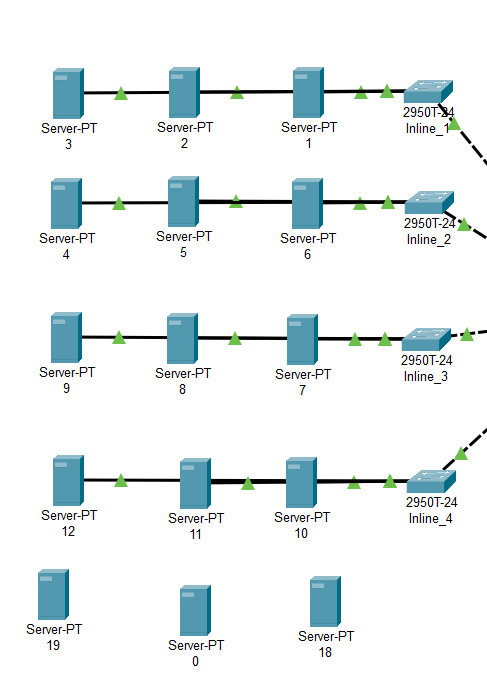 Server-PT
3
Server-PT
2
Server-PT
1
2950T-24
Inline_1
Server-PT
4
Server-PT
5
Server-PT
6
2950T-24
Inline_2
Server-PT
9
Server-PT
8
Server-PT
7
2950T-24
Inline_3
Server-PT
12
Server-PT
11
Server-PT
10
2950T-24
Inline_4
Server-PT
19
Server-PT
0
Server-PT
18